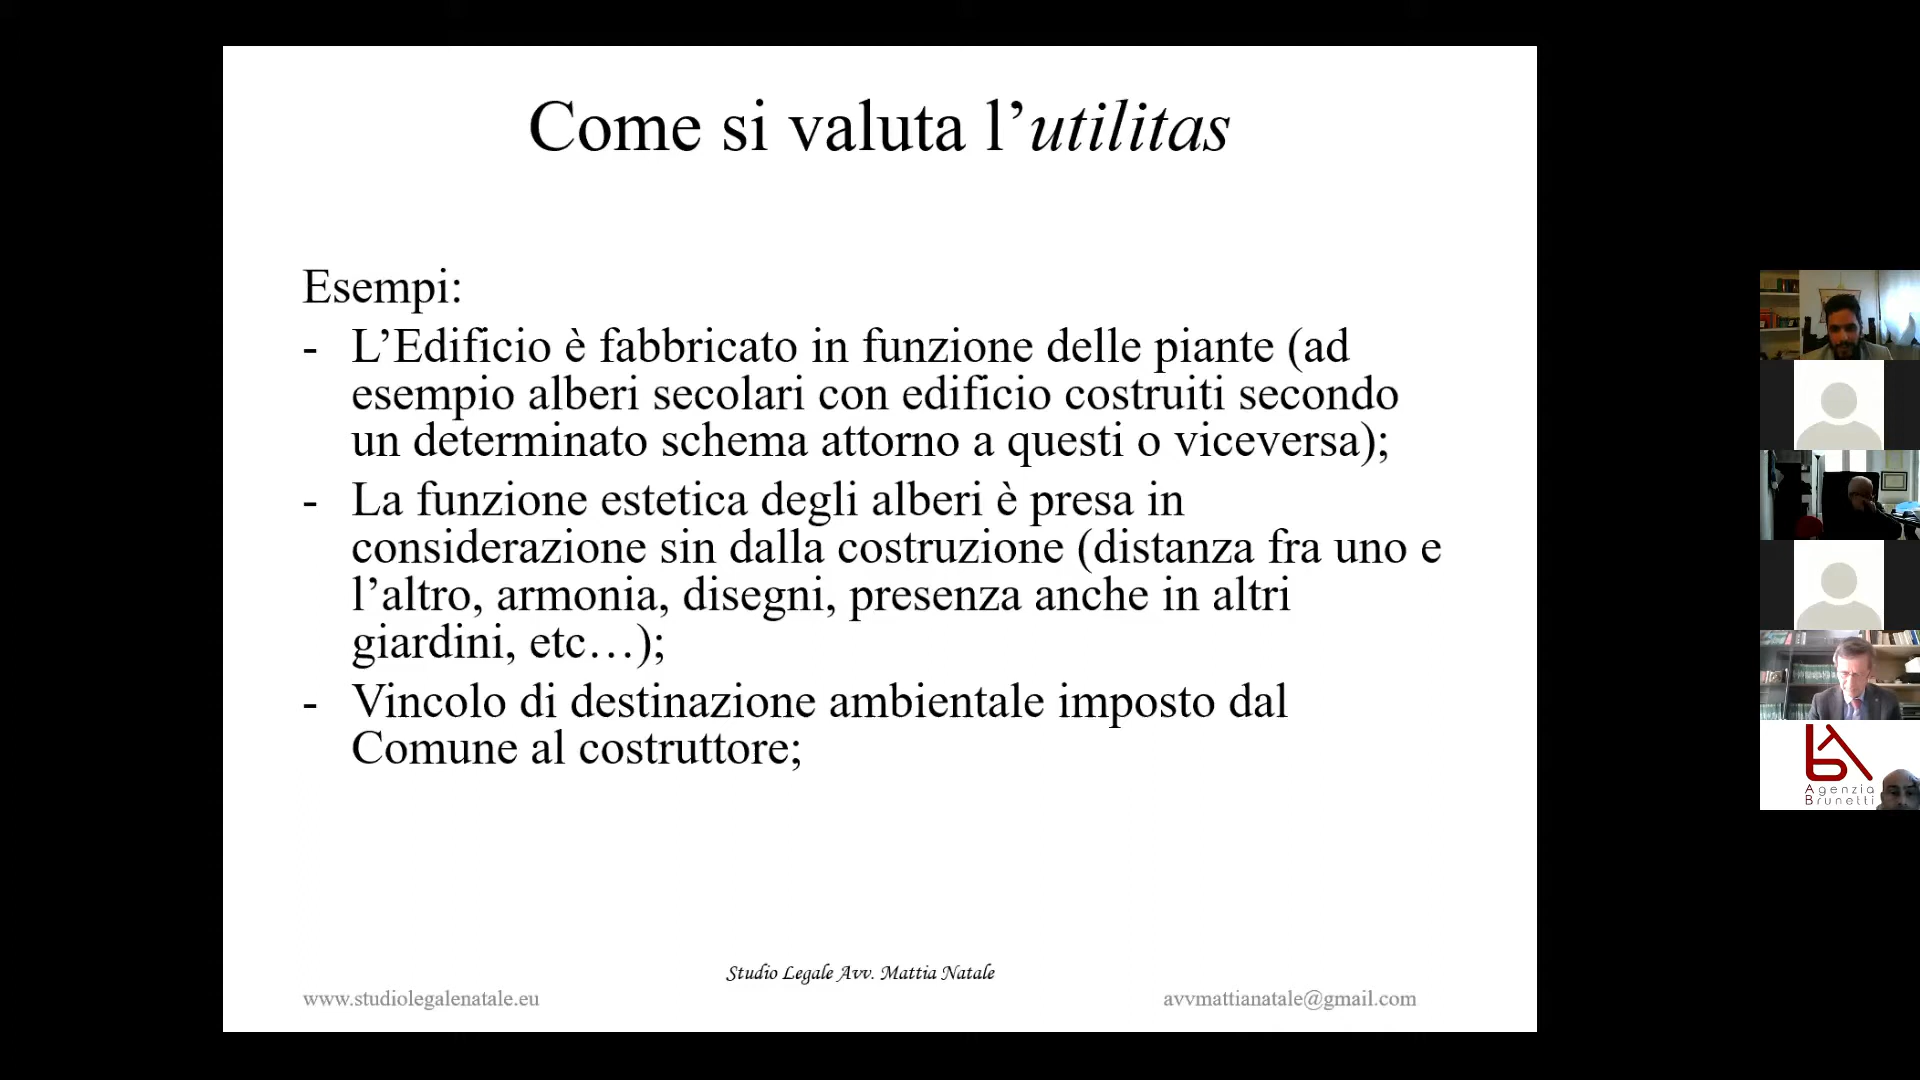 Come si valuta l’utilitas
Esempi:
- L’Edificio è fabbricato in funzione delle piante (ad
esempio alberi secolari con edificio costruiti secondo
un determinato schema attorno a questi o viceversa);
- La funzione estetica degli alberi è presa in
considerazione sin dalla costruzione (distanza fra uno e
l’altro, armonia, disegni, presenza anche in altri
giardini, etc…);
- Vincolo di destinazione ambientale imposto dal
Comune al costruttore;
Studio Legale Avv. Mattia Natale
www.studiolegalenatale.eu
avvmattianatale@gmail.com
Agenzia
Brunetti